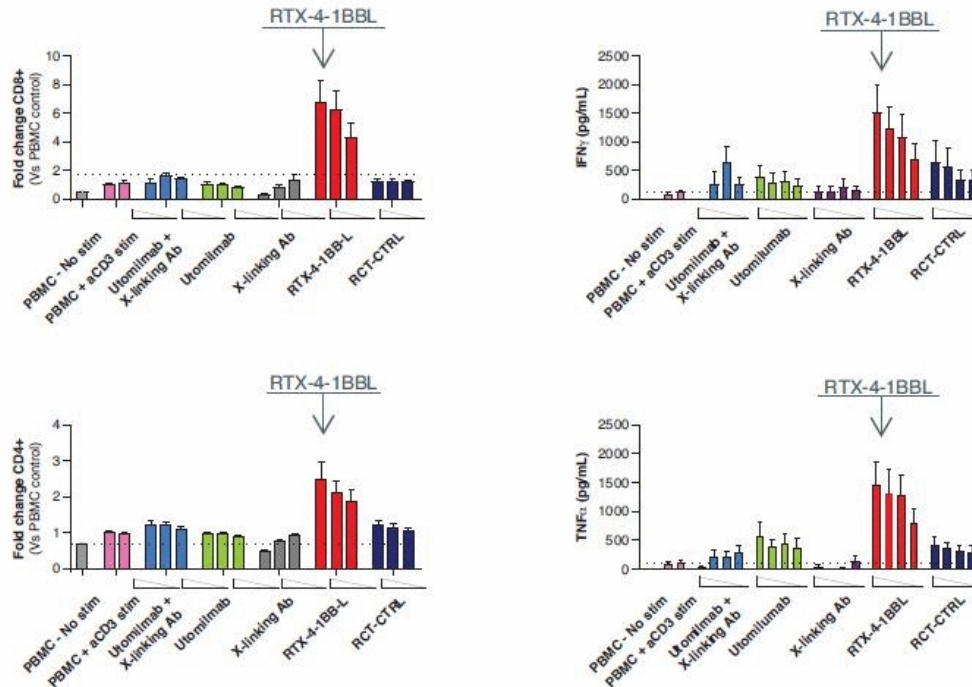 RTX-4-1BBL
Fold change CD8+
(Vs PBMC control)
10
8
6
4
2
0
PBMC - No stim
PBMC + aCD3 stim
Utomilmab +
X-linking Ab
Utomilmab
X-linking Ab
RTX-4-1BB-L
RCT-CTRL
RTX-4-1BBL
IFNγ (pg/mL)
2500
2000
1500
1000
500
0
PBMC - No stim
PBMC + aCD3 stim
Utomilumab +
X-linking Ab
Utomilumab
X-linking Ab
RTX-4-1BBL
RCT-CTRL
RTX-4-1BBL
Fold change CD4+
(Vs PBMC control)
4
3
2
1
0
PBMC - No stim
PBMC + aCD3 stim
Utomilmab +
X-linking Ab
Utomilmab
X-linking Ab
RTX-4-1BB-L
RCT-CTRL
RTX-4-1BBL
TNFα (pg/mL)
2500
2000
1500
1000
500
0
PBMC - No stim
PBMC + aCD3 stim
Utomilmab +
X-linking Ab
Utomilumab
X-linking Ab
RTX-4-1BBL
RCT-CTRL